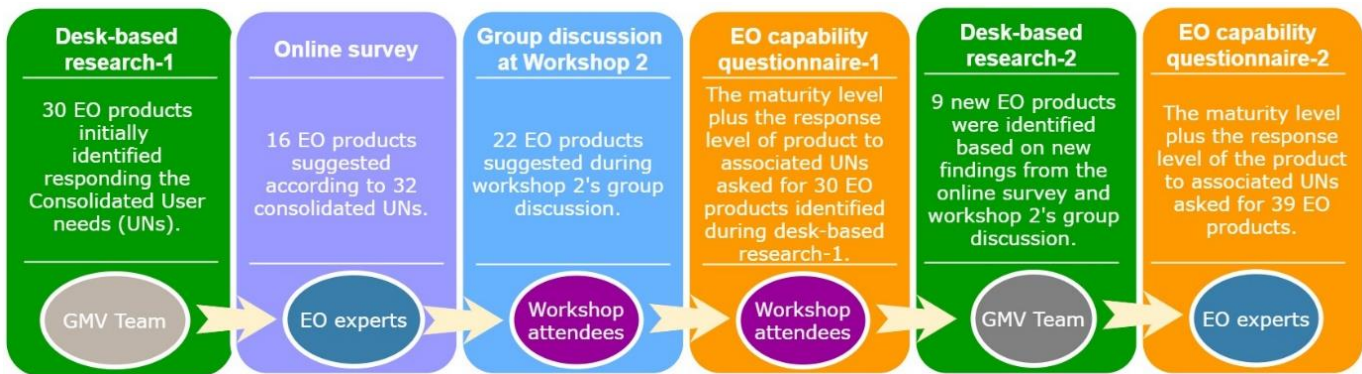 Desk-based
research-1
30 EO products
initially
identified
responding the
Consolidated User
needs (UNs).
GMV Team
Online survey
16 EO products
suggested
according to 32
consolidated UNs.
EO experts
Group discussion
at Workshop 2
22 EO products
suggested during
workshop 2's group
discussion.
Workshop
attendees
EO capability
questionnaire-1
The maturity level
plus the response
level of product to
associated UNs
asked for 30 EO
products identified
during desk-based
research-1.
Workshop
attendees
Desk-based
research-2
9 new EO products
were identified
based on new
findings from the
online survey and
workshop 2's group
discussion.
GMV Team
EO capability
questionnaire-2
The maturity level
plus the response
level of the product
to associated UNs
asked for 39 EO
products.
EO experts